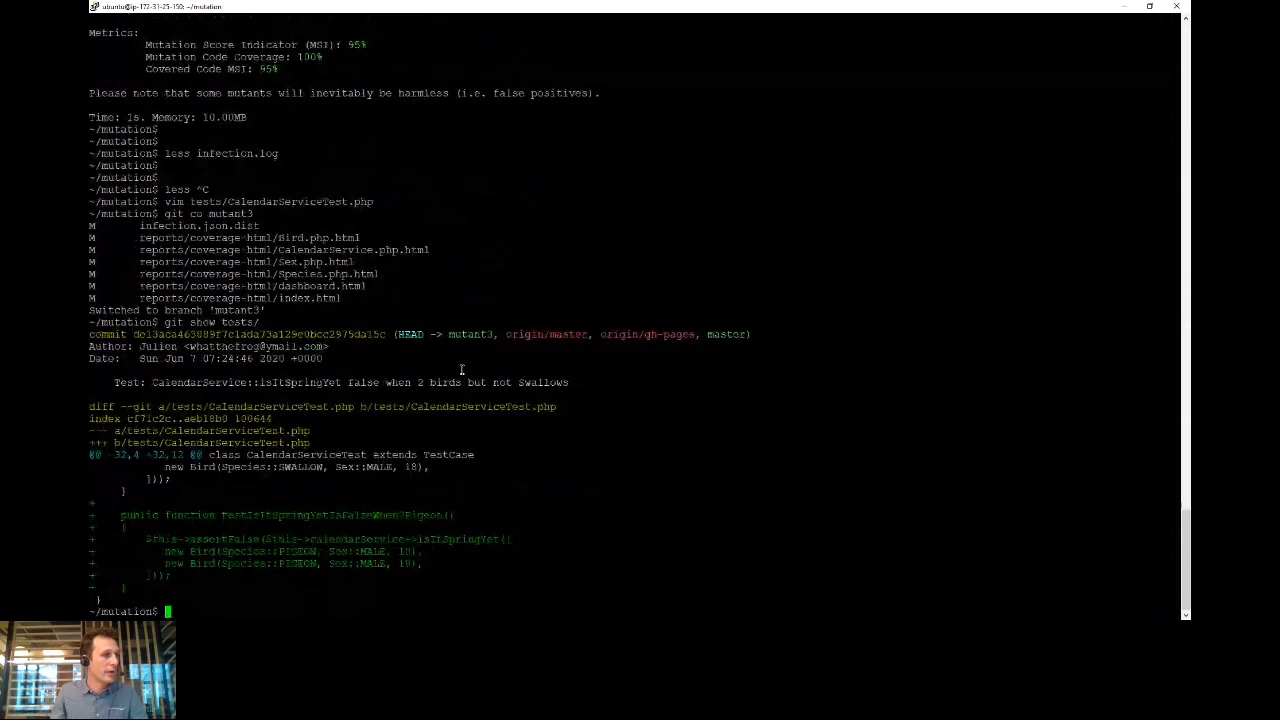 ubuntu@ip-172-31-25-150: ~/mutation
Metrics:
Mutation Score Indicator (MSI): 95%
Mutation Code Coverage: 100%
Covered Code MSI: 95%
Please note that some mutants will inevitably be harmless (i.e. false positives).
Time: 1s. Memory: 10.00MB
~/mutation$
~/mutation$
~/mutation$ less infection.log
~/mutation$
~/mutation$
~/mutation$ less ^C
~/mutation$ vim tests/CalendarServiceTest.php
~/mutation$ git co mutant3
M infection.json.dist
M reports/coverage-html/Bird.php.html
M reports/coverage-html/CalendarService.php.html
M reports/coverage-html/Sex.php.html
M reports/coverage-html/Species.php.html
M reports/coverage-html/dashboard.html
M reports/coverage-html/index.html
Switched to branch 'mutant3'
~/mutation$ git show tests/
commit (HEAD -> mutant3, origin/master, origin/gh-pages, master)
Author: Julien <whatthefrog@ymail.com>
Date: Sun Jun 7 07:24:46 2020 +0000
Test: CalendarService::isItSpringYet false when 2 birds but not Swallows
diff --git a/tests/CalendarServiceTest.php b/tests/CalendarServiceTest.php
index cf71c2c..aeb18b0 100644
--- a/tests/CalendarServiceTest.php
+++ b/tests/CalendarServiceTest.php
@@ -32,4 +32,12 @@ class CalendarServiceTest extends TestCase
new Bird(Species::SWALLOW, Sex::MALE, 18),
]));
}
+
+ public function testIsItSpringYetIsFalseWhen2Pigeon()
+ {
+ $this->assertFalse($this->calendarService->isItSpringYet([
+ new Bird(Species::PIGEON, Sex::MALE, 18),
+ new Bird(Species::PIGEON, Sex::MALE, 18),
+ ]));
+ }
}
~/mutation$